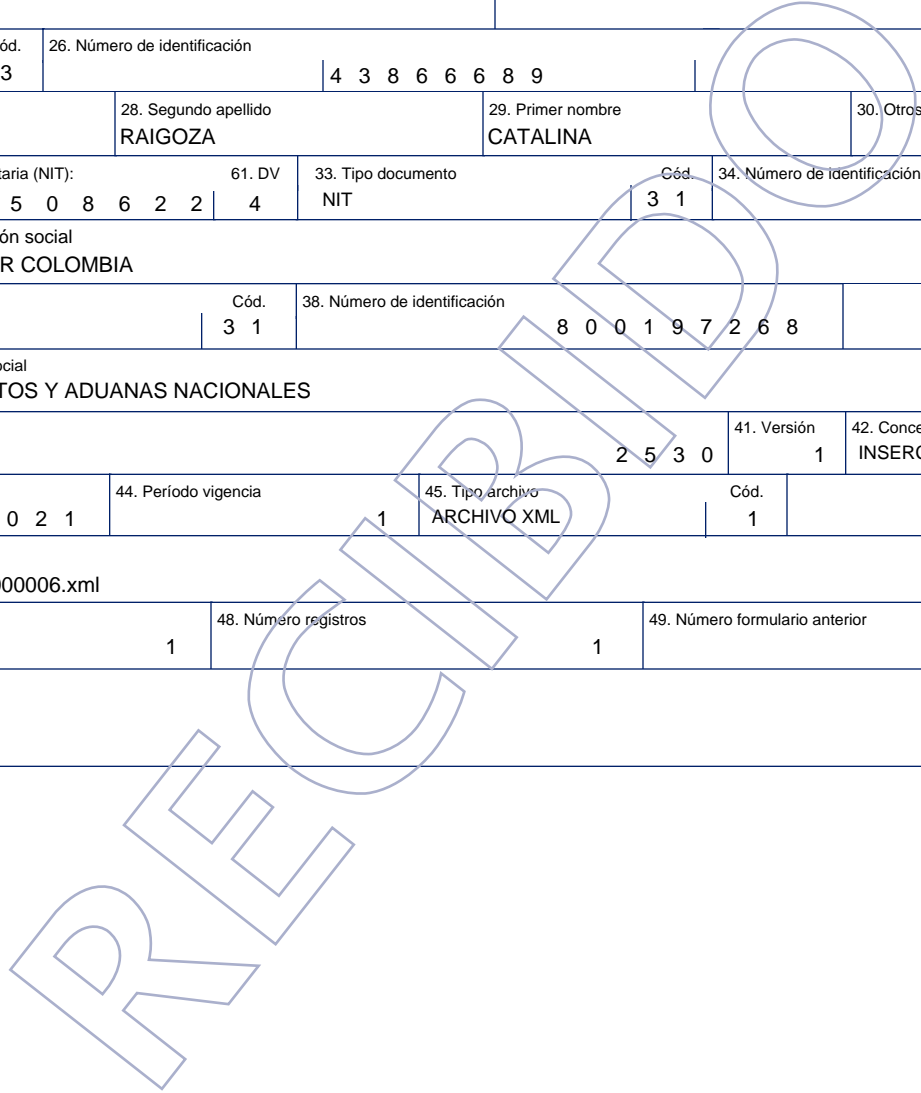 ód. 26. Número de identificación
3 4 3 8 6 6 6 8 9
28. Segundo apellido 29. Primer nombre 30. Otros
RAIGOZA CATALINA
taria (NIT): 61. DV 33. Tipo documento Cód. 34. Número de identificación
5 0 8 6 2 2 4 NIT 3 1
ón social
R COLOMBIA
Cód. 38. Número de identificación
3 1 8 0 0 1 9 7 2 6 8
ocial
TOS Y ADUANAS NACIONALES
41. Versión 42. Conce
2 5 3 0 1 INSERC
44. Período vigencia 45. Tipo archivo Cód.
0 2 1 1 ARCHIVO XML 1
000006.xml
48. Número registros 49. Número formulario anterior
1 1
RECIBIDO